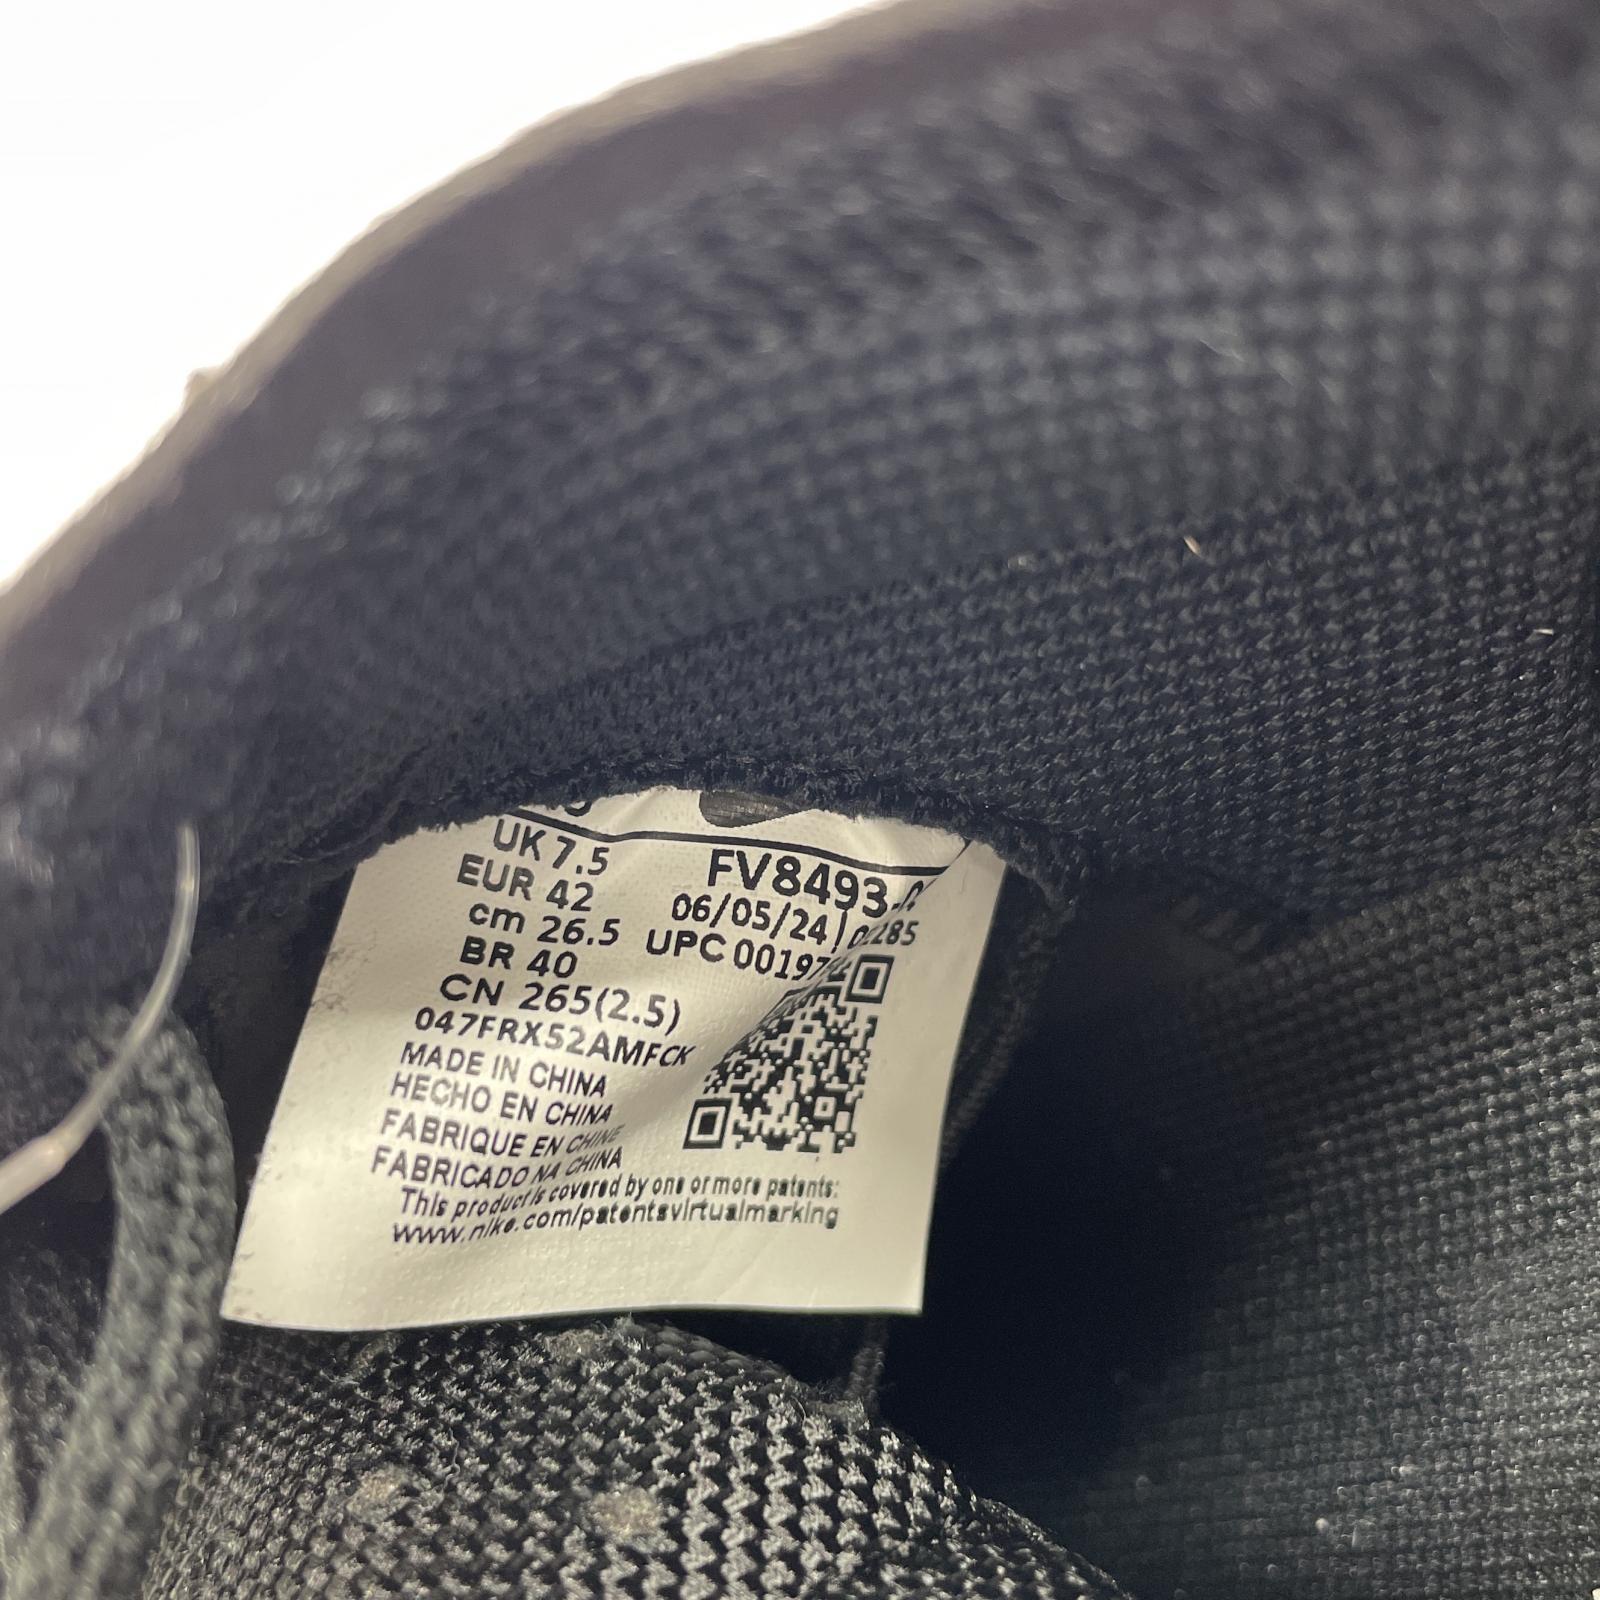 UK 7.5
EUR 42
cm 26.5
BR 40
CN 265(2.5)
047FRX52AMFCK
MADE IN CHINA
HECHO EN CHINA
FABRIQUE EN CHINE
FABRICADO NA CHINA
This product is covered by one or more patents:
www.nike.com/patentsvirtualmarking
FV8493-
06/05/24
UPC 00197